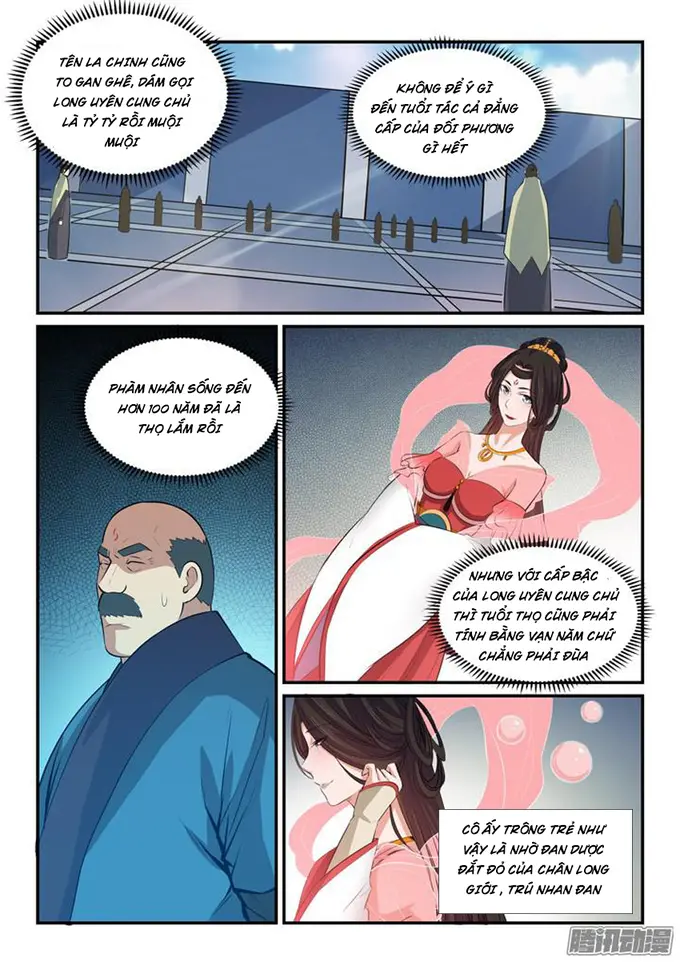 TÊN LA CHINH CŨNG
TO GAN GHÊ, DÁM GỌI
LONG UYÊN CUNG CHỦ
LÀ TỶ TỶ RỒI MUỘI
MUỘI
KHÔNG ĐỂ Ý GÌ
ĐẾN TUỔI TÁC CẢ ĐẲNG
CẤP CỦA ĐỐI PHƯƠNG
GÌ HẾT
PHÀM NHÂN SỐNG ĐẾN
HƠN 100 NĂM ĐÃ LÀ
THỌ LẮM RỒI
NHƯNG VỚI CẤP BẬC
CỦA LONG UYÊN CUNG CHỦ
THÌ TUỔI THỌ CŨNG PHẢI
TÍNH BẰNG VẠN NĂM CHỨ
CHẲNG PHẢI ĐÙA
CÔ ẤY TRÔNG TRẺ NHƯ
VẬY LÀ NHỜ ĐAN DƯỢC
ĐẮT ĐỎ CỦA CHÂN LONG
GIỚI , TRÚ NHAN ĐAN
腾讯动漫